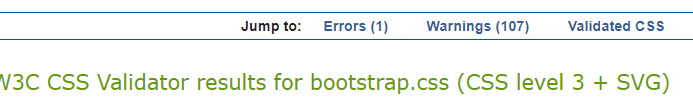 Jump to: Errors (1) Warnings (107) Validated CSS
W3C CSS Validator results for bootstrap.css (CSS level 3 + SVG)